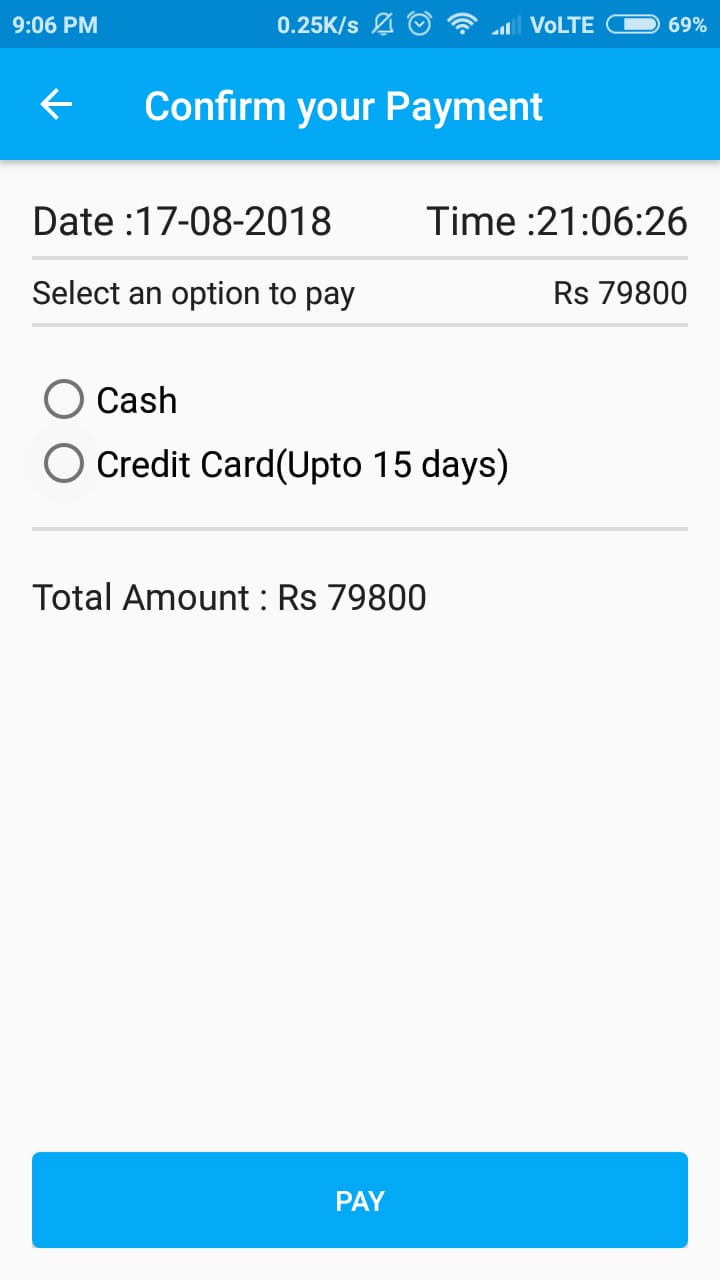 9:06 PM 0.25K/s VoLTE 69%
Confirm your Payment
Date :17-08-2018 Time :21:06:26
Select an option to pay Rs 79800
Cash
Credit Card(Upto 15 days)
Total Amount : Rs 79800
PAY